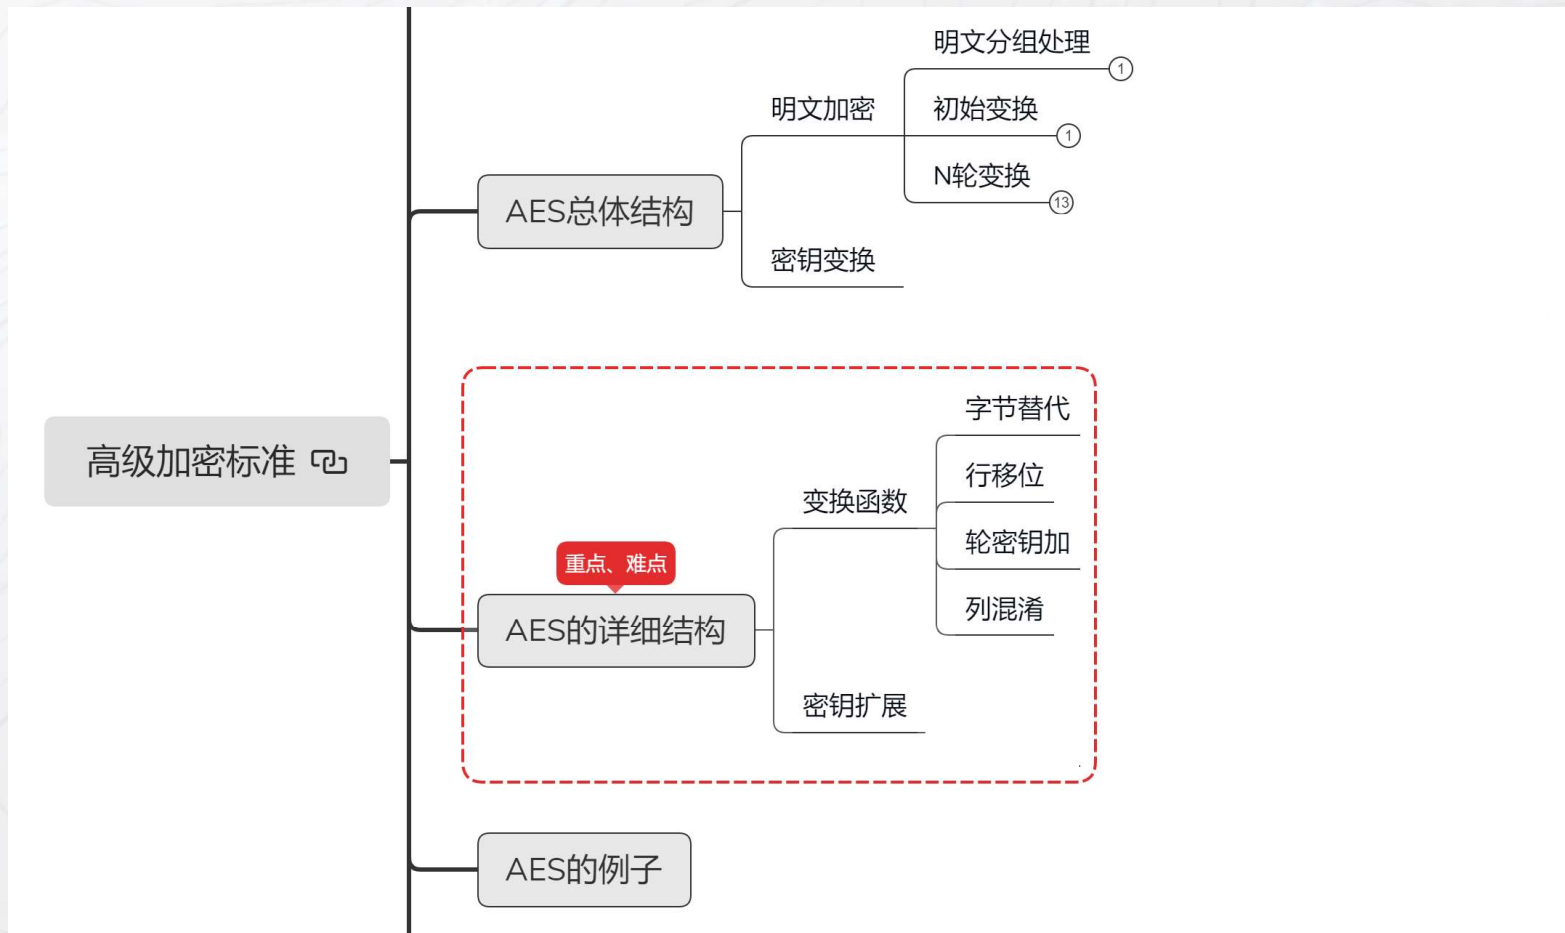 明文分组处理
1
明文加密
初始变换
1
N轮变换
13
AES总体结构
密钥变换
高级加密标准
字节替代
变换函数
行移位
轮密钥加
列混淆
重点、难点
AES的详细结构
密钥扩展
AES的例子